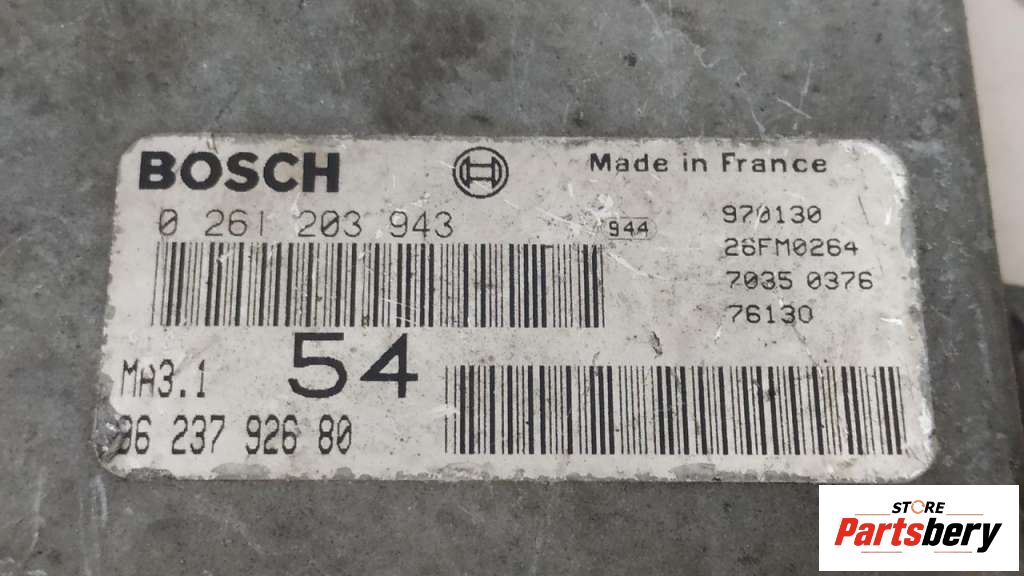 BOSCH
Made in France
0 261 203 943
944
970130
26FM0264
7035 0376
76130
MA3.1
54
96 237 926 80
STORE
Partsbery